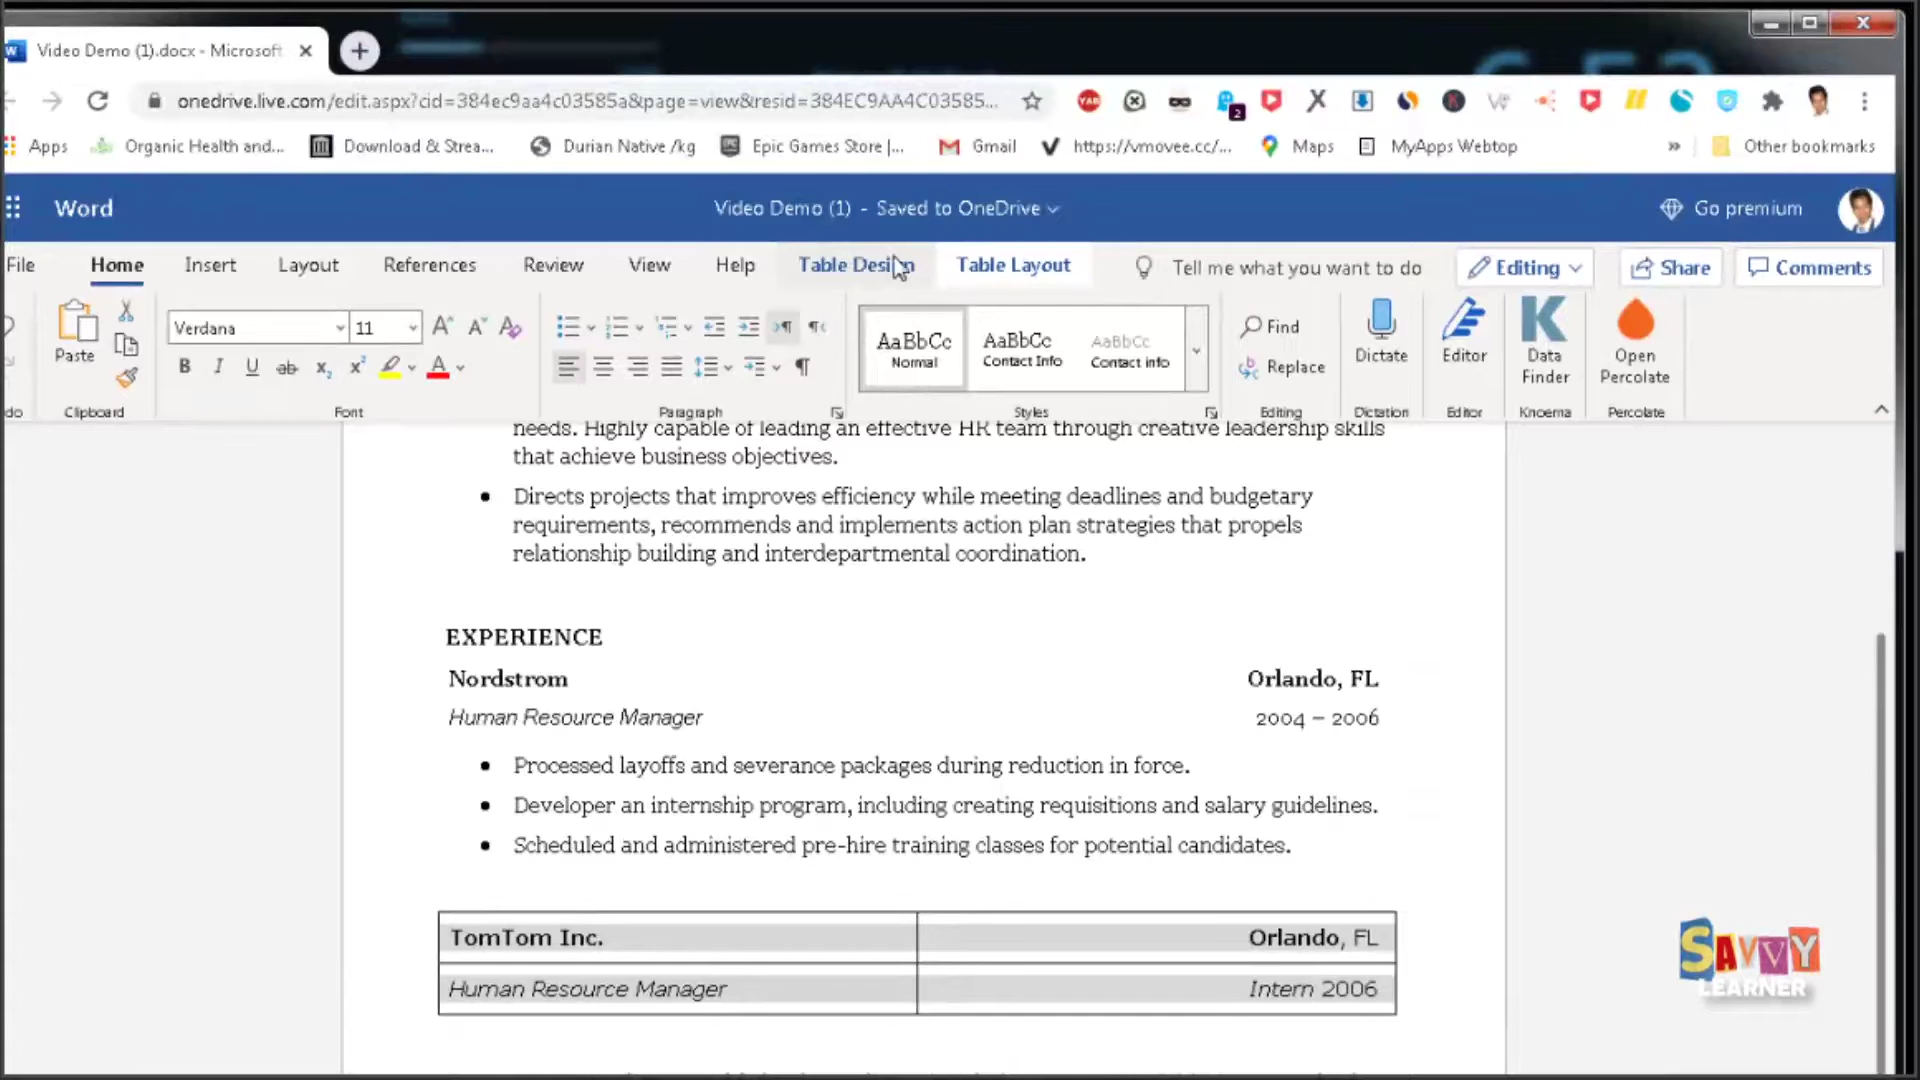 Video Demo (1).docx - Microsoft
onedrive.live.com/edit.aspx?cid=384ec9aa4c03585a&page=view&resid=384EC9AA4C03585...
2
Apps
Organic Health and...
Download & Strea...
Durian Native /kg
Epic Games Store |...
Gmail
https://vmovee.cc/...
Maps
MyApps Webtop
»
Other bookmarks
Word
Video Demo (1) - Saved to OneDrive
Go premium
File
Home
Insert
Layout
References
Review
View
Help
Table Design
Table Layout
Tell me what you want to do
Editing
Share
Comments
Paste
Verdana
11
AaBbCc
Normal
AaBbCc
Contact Info
AaBbCc
Contact info
Find
Replace
Dictate
Editor
Data
Finder
Open
Percolate
do
Clipboard
Font
Paragraph
Styles
Editing
Dictation
Editor
Knoema
Percolate
needs. Highly capable of leading an effective HR team through creative leadership skills
that achieve business objectives.
• Directs projects that improves efficiency while meeting deadlines and budgetary
requirements, recommends and implements action plan strategies that propels
relationship building and interdepartmental coordination.
EXPERIENCE
Nordstrom Orlando, FL
Human Resource Manager 2004 – 2006
• Processed layoffs and severance packages during reduction in force.
• Developer an internship program, including creating requisitions and salary guidelines.
• Scheduled and administered pre-hire training classes for potential candidates.
TomTom Inc. Orlando, FL
Human Resource Manager Intern 2006
SAVVY
LEARNER